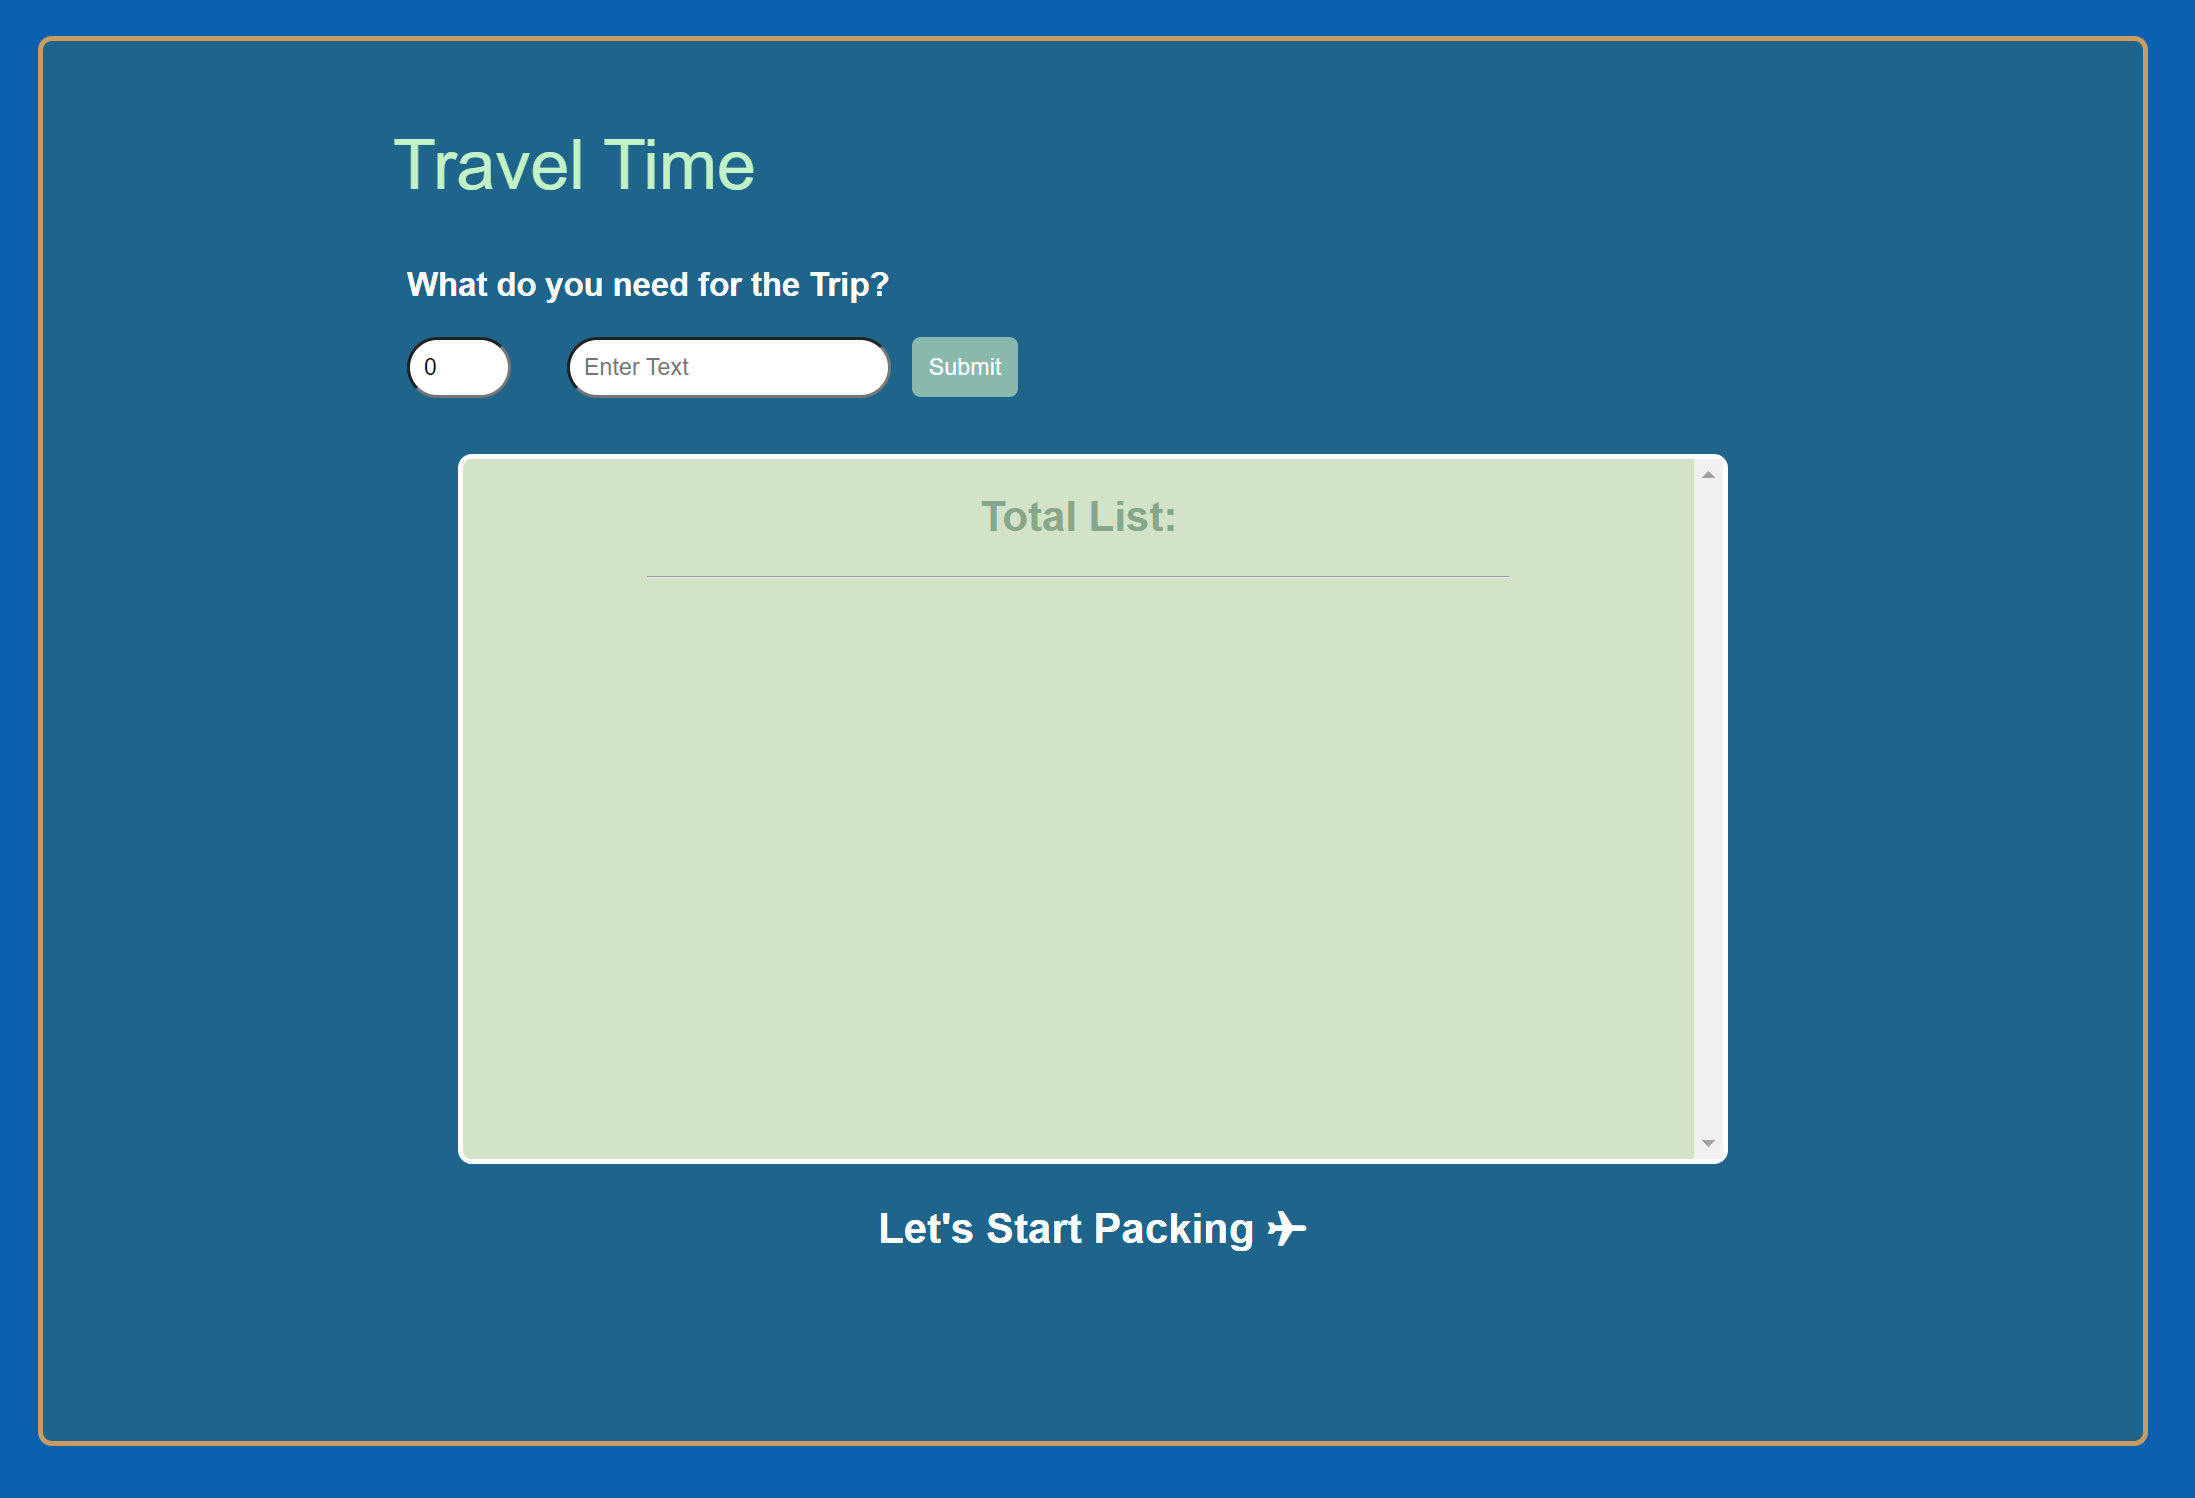 Travel Time
What do you need for the Trip?
0 Enter Text Submit
Total List:
Let's Start Packing ✈